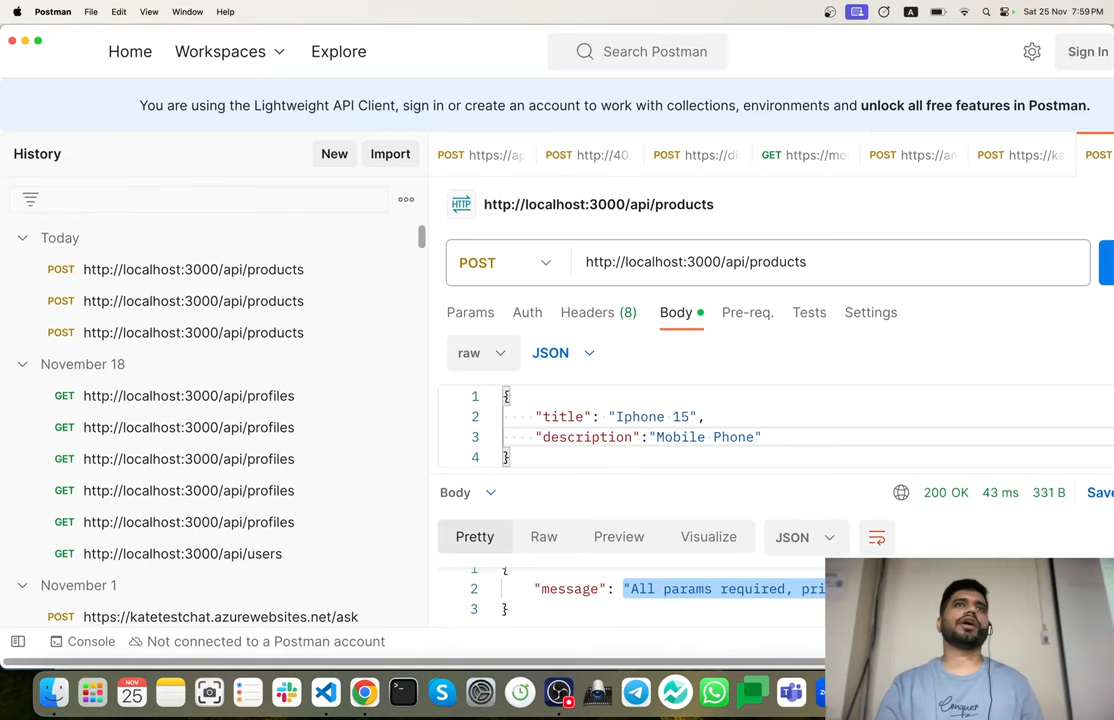 Postman File Edit View Window Help
A Sat 25 Nov 7:59 PM
Home Workspaces Explore Search Postman Sign In
You are using the Lightweight API Client, sign in or create an account to work with collections, environments and unlock all free features in Postman.
History New Import
POST https://ap POST http://40. POST https://di GET https://mo POST https://an POST https://ka POST
HTTP http://localhost:3000/api/products
Today
POST http://localhost:3000/api/products
POST http://localhost:3000/api/products
POST http://localhost:3000/api/products
November 18
GET http://localhost:3000/api/profiles
GET http://localhost:3000/api/profiles
GET http://localhost:3000/api/profiles
GET http://localhost:3000/api/profiles
GET http://localhost:3000/api/profiles
GET http://localhost:3000/api/users
November 1
POST https://katetestchat.azurewebsites.net/ask
POST http://localhost:3000/api/products
Params Auth Headers (8) Body Pre-req. Tests Settings
raw JSON
1 {
2 "title": "Iphone 15",
3 "description":"Mobile Phone"
4 }
Body 200 OK 43 ms 331 B Save
Pretty Raw Preview Visualize JSON
1 {
2 "message": "All params required, pri
3 }
Console Not connected to a Postman account
NOV
25
Conquer